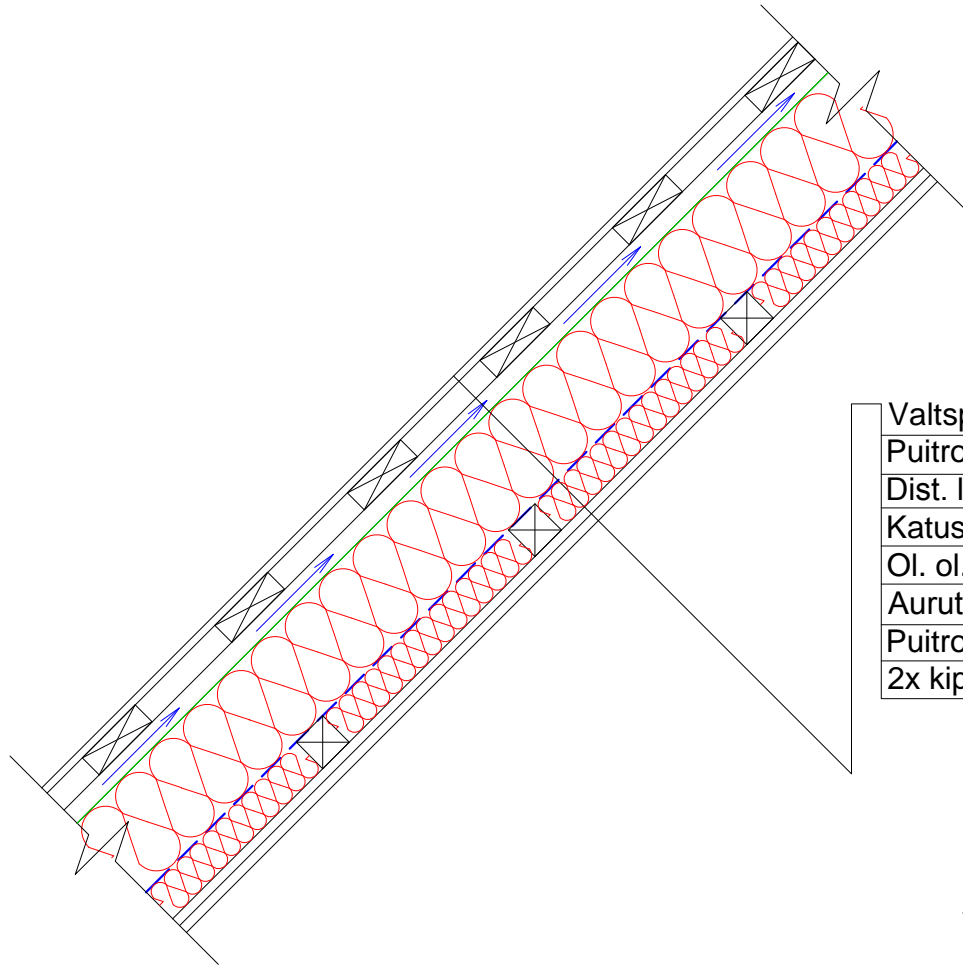 Valtsp
Puitro
Dist. l
Katus
Ol. ol.
Aurut
Puitro
2x kip